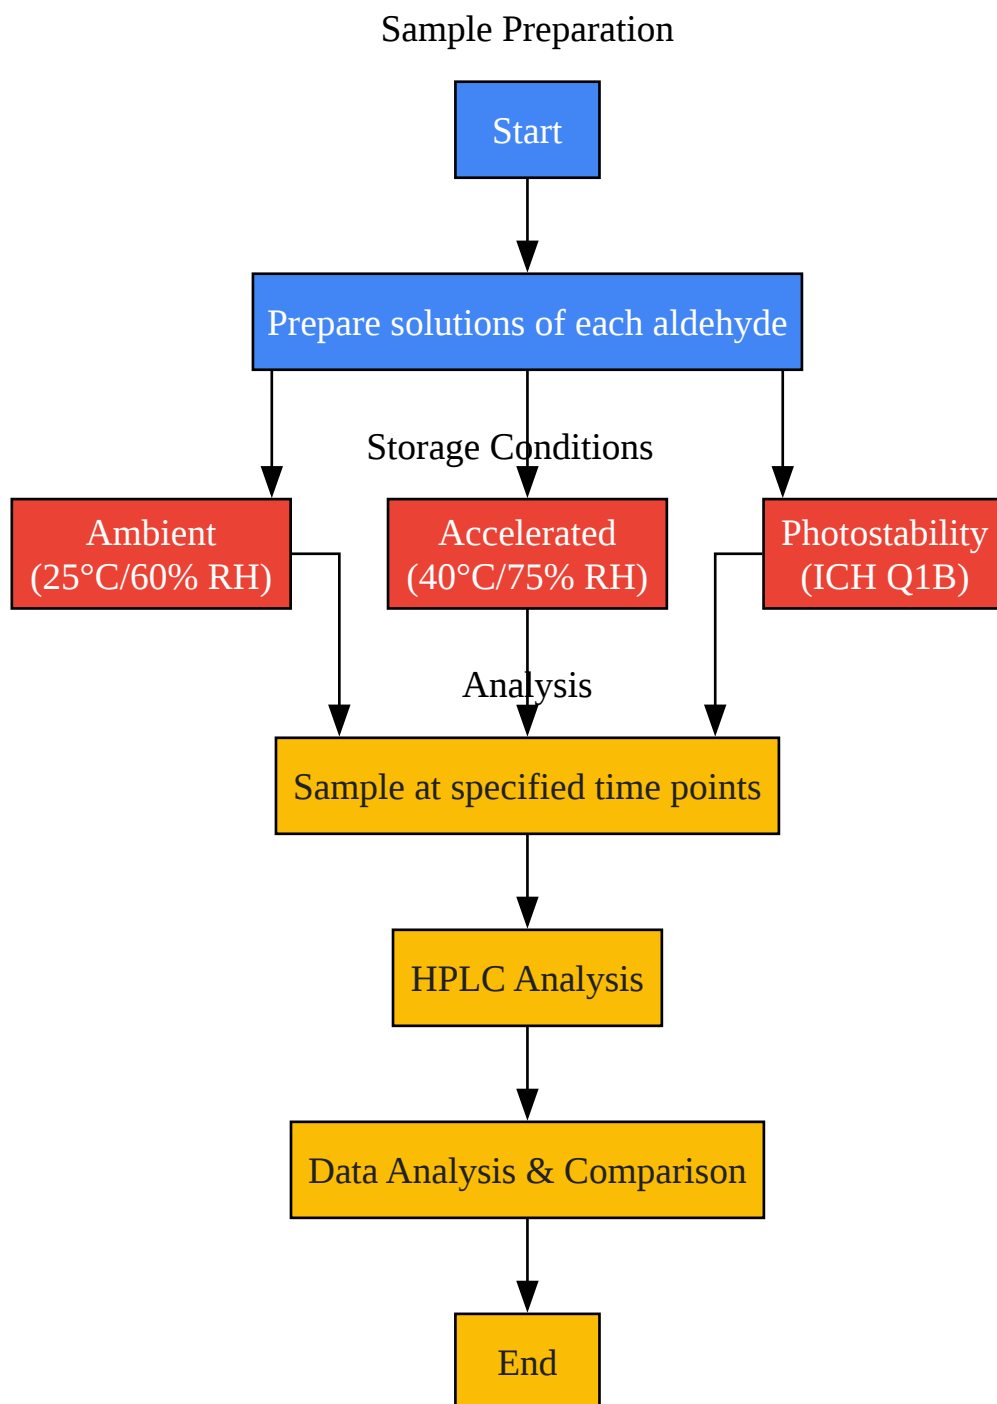 Sample Preparation
Start
Prepare solutions of each aldehyde
Storage Conditions
Ambient
(25°C/60% RH)
Accelerated
(40°C/75% RH)
Photostability
(ICH Q1B)
Analysis
Sample at specified time points
HPLC Analysis
Data Analysis & Comparison
End